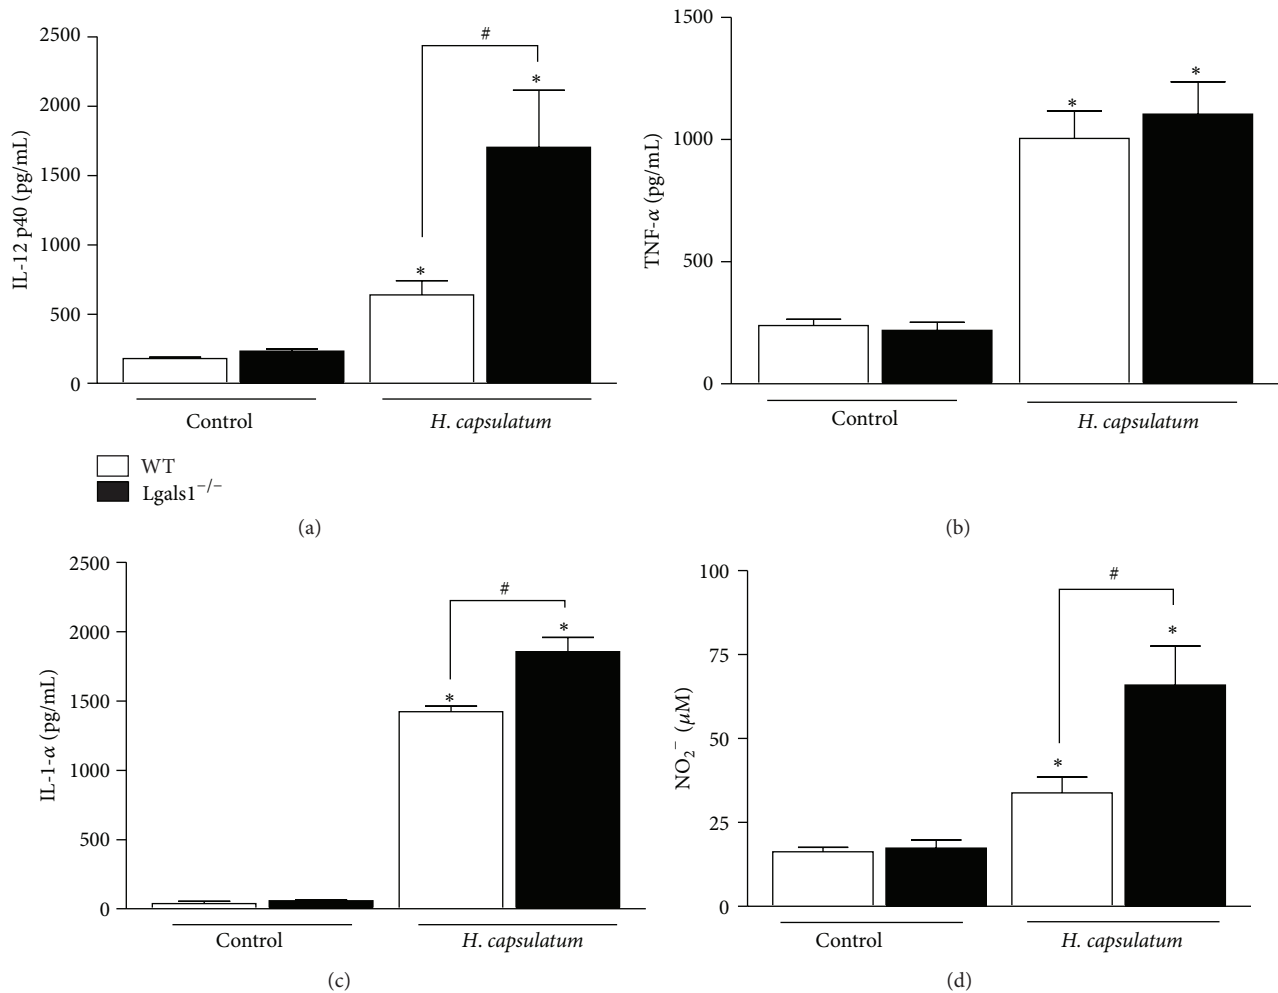 IL-12 p40 (pg/mL)
2500
2000
1500
1000
500
0
*
#
*
Control
H. capsulatum
WT
Lgals1⁻/⁻
(a)
TNF-α (pg/mL)
1500
1000
500
0
*
*
Control
H. capsulatum
(b)
IL-1-α (pg/mL)
2500
2000
1500
1000
500
0
*
#
*
Control
H. capsulatum
(c)
NO₂⁻ (μM)
100
75
50
25
0
*
#
*
Control
H. capsulatum
(d)